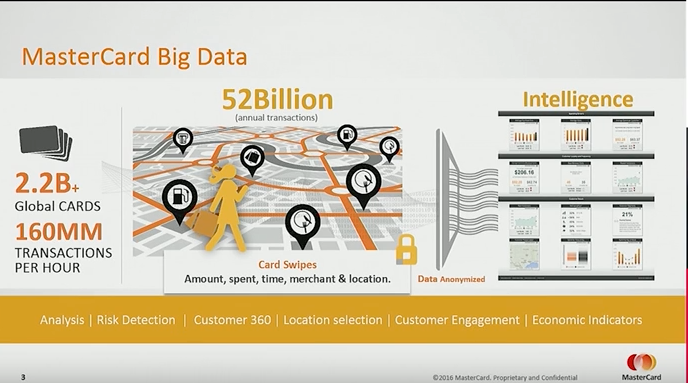 MasterCard Big Data
52Billion
(annual transactions)
Intelligence
2.2B+
Global CARDS
160MM
TRANSACTIONS
PER HOUR
$206.16
21%
Card Swipes
Amount, spent, time, merchant & location.
Data Anonymized
Analysis | Risk Detection | Customer 360 | Location selection | Customer Engagement | Economic Indicators
3
©2016 MasterCard. Proprietary and Confidential
MasterCard